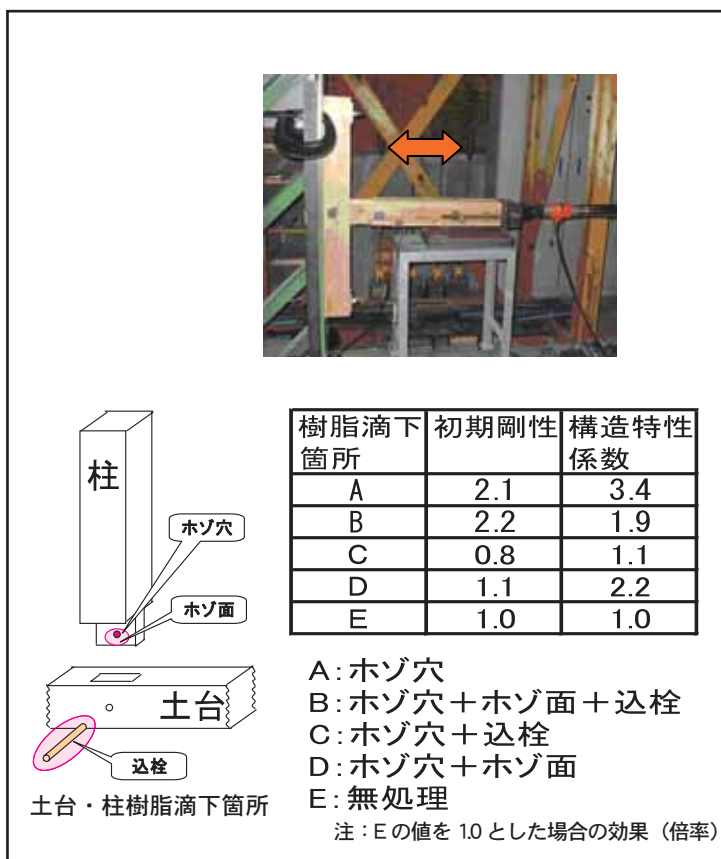 柱
ホゾ穴
ホゾ面
土台
込栓
土台・柱樹脂滴下箇所
樹脂滴下箇所 初期剛性 構造特性係数
A 2.1 3.4
B 2.2 1.9
C 0.8 1.1
D 1.1 2.2
E 1.0 1.0
A:ホゾ穴
B:ホゾ穴+ホゾ面+込栓
C:ホゾ穴+込栓
D:ホゾ穴+ホゾ面
E:無処理
注:Eの値を1.0とした場合の効果(倍率)